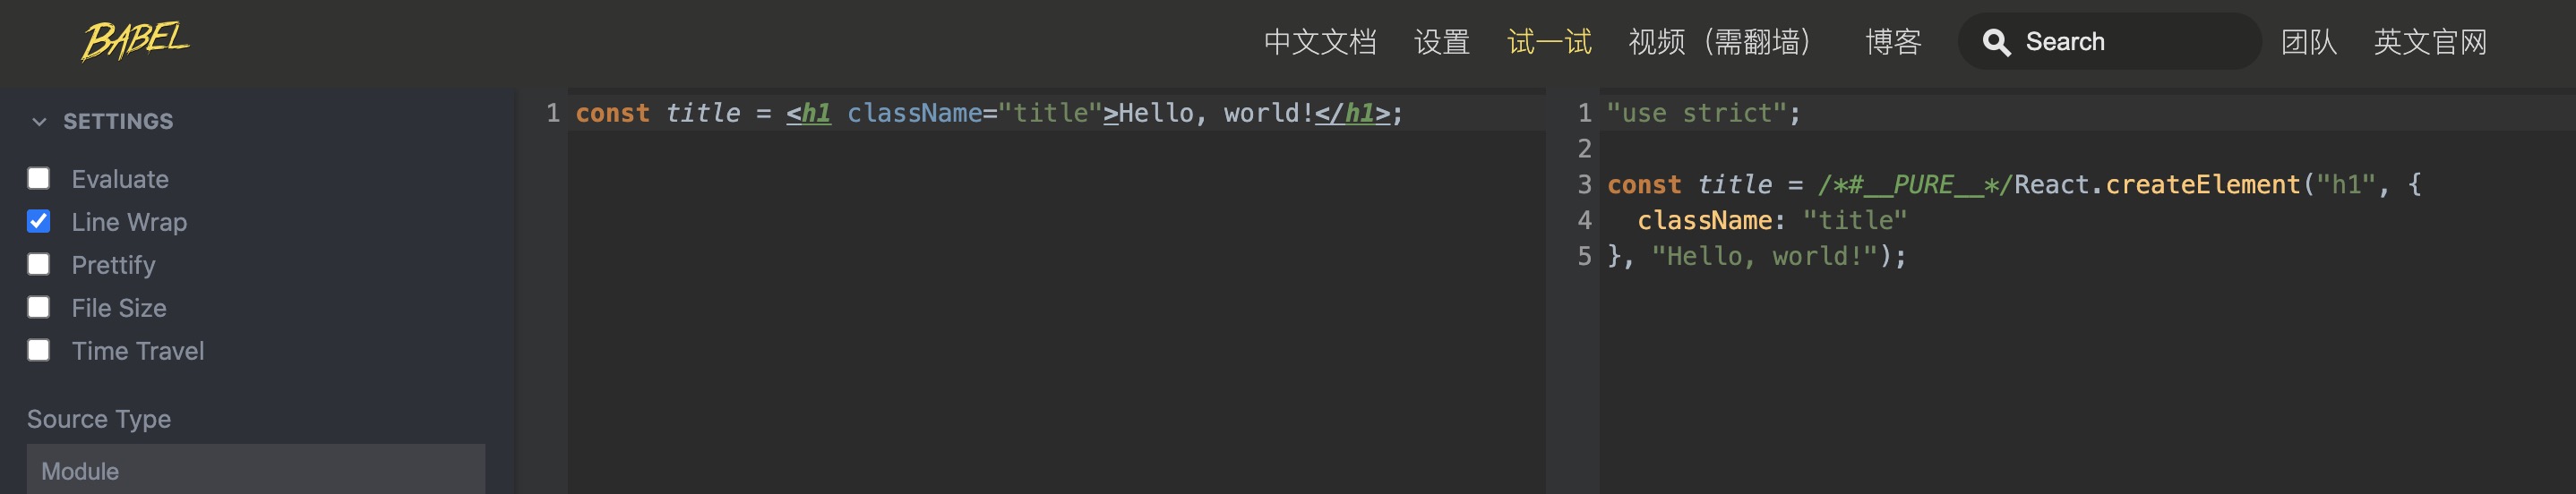 BABEL
中文文档 设置 试一试 视频（需翻墙） 博客 Search 团队 英文官网
SETTINGS
Evaluate
Line Wrap
Prettify
File Size
Time Travel
Source Type
Module
1 const title = <h1 className="title">Hello, world!</h1>;
1 "use strict";
2
3 const title = /*#__PURE__*/React.createElement("h1", {
4   className: "title"
5 }, "Hello, world!");